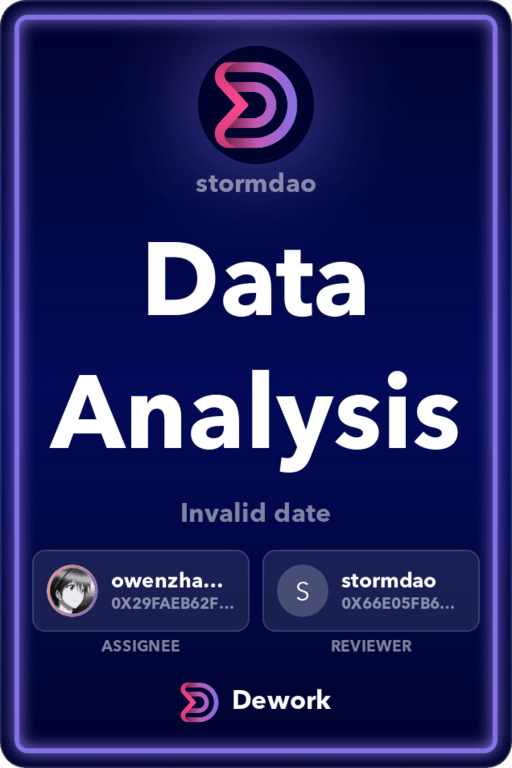 stormdao
Data
Analysis
Invalid date
owenzha...
0X29FAEB62F...
ASSIGNEE
S
stormdao
0X66E05FB6...
REVIEWER
Dework